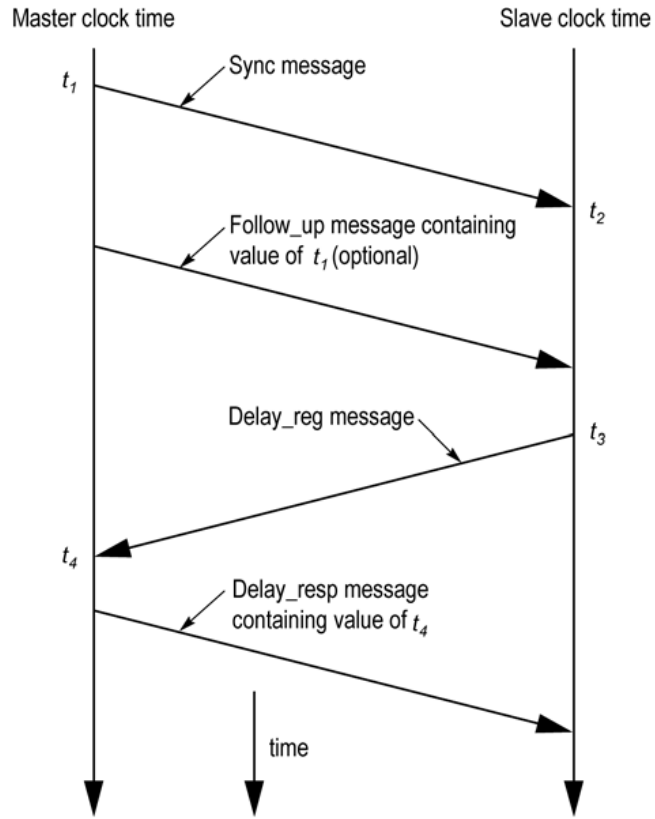 Master clock time
Slave clock time
Sync message
t1
t2
Follow_up message containing
value of t1 (optional)
Delay_reg message
t3
t4
Delay_resp message
containing value of t4
time